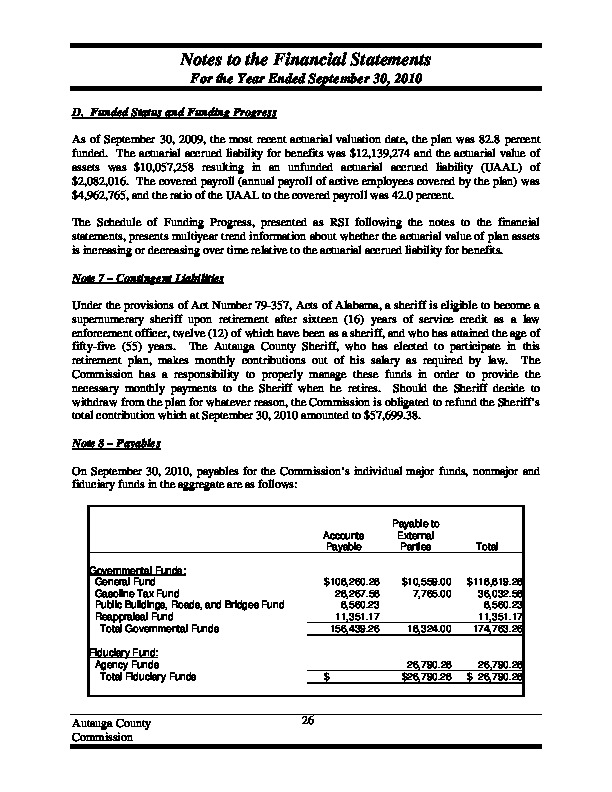 Notes to the Financial Statements
For the Year Ended September 30, 2010
D. Funded Status and Funding Progress
As of September 30, 2009, the most recent actuarial valuation date, the plan was 82.8 percent
funded. The actuarial accrued liability for benefits was $12,139,274 and the actuarial value of
assets was $10,057,258 resulting in an unfunded actuarial accrued liability (UAAL) of
$2,082,016. The covered payroll (annual payroll of active employees covered by the plan) was
$4,962,765, and the ratio of the UAAL to the covered payroll was 42.0 percent.
The Schedule of Funding Progress, presented as RSI following the notes to the financial
statements, presents multiyear trend information about whether the actuarial value of plan assets
is increasing or decreasing over time relative to the actuarial accrued liability for benefits.
Note 7 – Contingent Liabilities
Under the provisions of Act Number 79-357, Acts of Alabama, a sheriff is eligible to become a
supernumerary sheriff upon retirement after sixteen (16) years of service credit as a law
enforcement officer, twelve (12) of which have been as a sheriff, and who has attained the age of
fifty-five (55) years. The Autauga County Sheriff, who has elected to participate in this
retirement plan, makes monthly contributions out of his salary as required by law. The
Commission has a responsibility to properly manage these funds in order to provide the
necessary monthly payments to the Sheriff when he retires. Should the Sheriff decide to
withdraw from the plan for whatever reason, the Commission is obligated to refund the Sheriff's
total contribution which at September 30, 2010 amounted to $57,699.38.
Note 8 – Payables
On September 30, 2010, payables for the Commission's individual major funds, nonmajor and
fiduciary funds in the aggregate are as follows:
Payable to
Accounts External
Payable Parties Total
Governmental Funds:
General Fund $108,260.28 $10,559.00 $118,819.28
Gasoline Tax Fund 28,267.58 7,765.00 36,032.58
Public Buildings, Roads, and Bridges Fund 8,560.23 8,560.23
Reappraisal Fund 11,351.17 11,351.17
Total Governmental Funds 156,439.26 18,324.00 174,763.26
Fiduciary Fund:
Agency Funds 26,790.28 26,790.28
Total Fiduciary Funds $ $26,790.28 $ 26,790.28
Autauga County 26
Commission